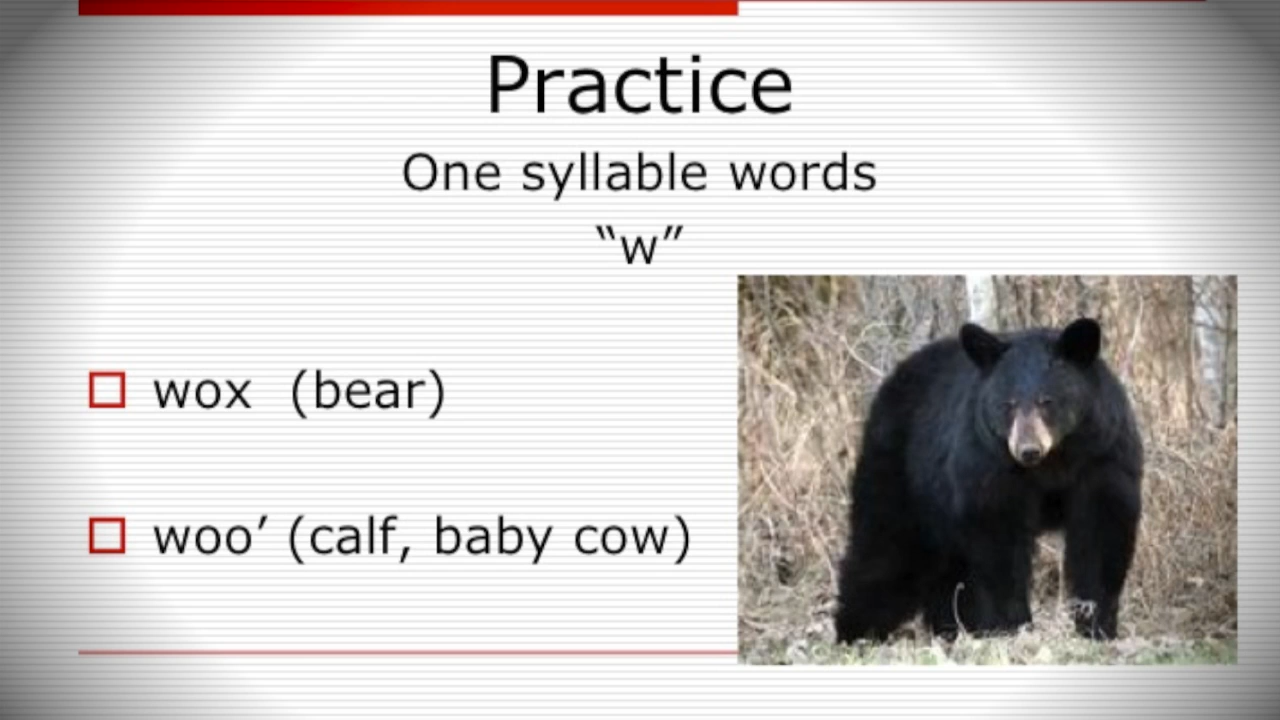 Practice
One syllable words
“w”
wox  (bear)
woo’ (calf, baby cow)